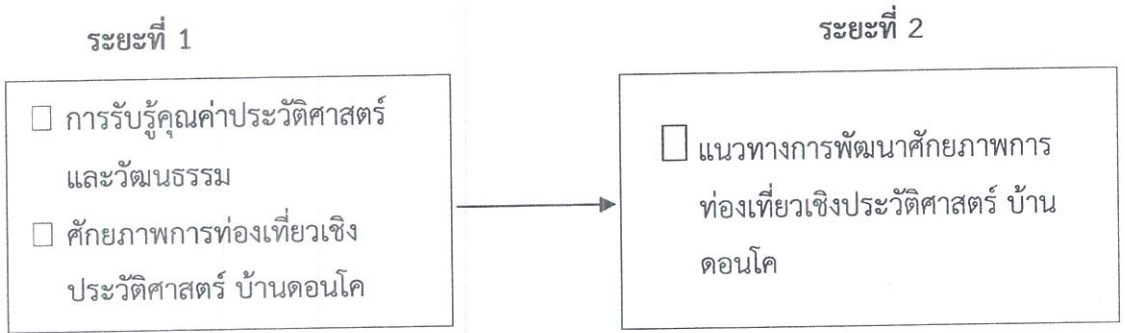 ระยะที่ 1
☐ การรับรู้คุณค่าประวัติศาสตร์
และวัฒนธรรม
☐ ศักยภาพการท่องเที่ยวเชิง
ประวัติศาสตร์ บ้านดอนโค
ระยะที่ 2
☐ แนวทางการพัฒนาศักยภาพการ
ท่องเที่ยวเชิงประวัติศาสตร์ บ้าน
ดอนโค